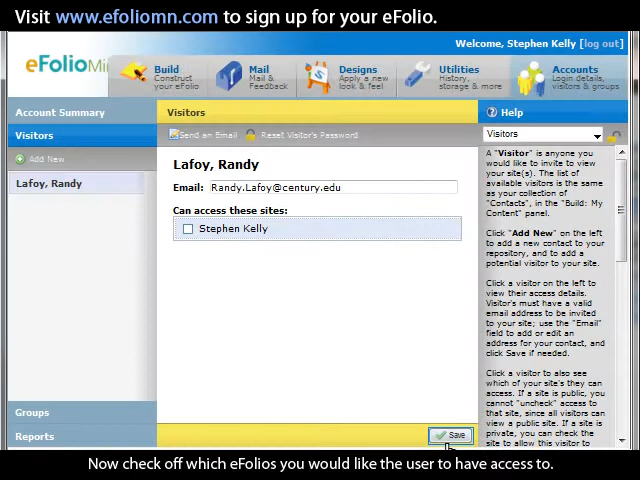 Visit www.efoliomn.com to sign up for your eFolio.
Welcome, Stephen Kelly [log out]
eFolioMin
Build
Construct
your eFolio
Mail
Mail &
Feedback
Designs
Apply a new
look & feel
Utilities
History,
storage & more
Accounts
Login details,
visitors & groups
Account Summary
Visitors
Add New
Lafoy, Randy
Groups
Reports
Visitors
Send an Email
Reset Visitor's Password
Lafoy, Randy
Email: Randy.Lafoy@century.edu
Can access these sites:
Stephen Kelly
Save
Help
Visitors
A "Visitor" is anyone you
would like to invite to view
your site(s). The list of
available visitors is the same
as your collection of
"Contacts", in the "Build: My
Content" panel.
Click "Add New" on the left
to add a new contact to your
repository, and to add a
potential visitor to your site.
Click a visitor on the left to
view their access details.
Visitor's must have a valid
email address to be invited
to your site; use the "Email"
field to add or edit an
address for your contact, and
click Save if needed.
Click a visitor to also see
which of your site's they can
access. If a site is public, you
cannot "uncheck" access to
that site, since all visitors can
view a public site. If a site is
private, you can check the
site to allow this visitor to
Now check off which eFolios you would like the user to have access to.